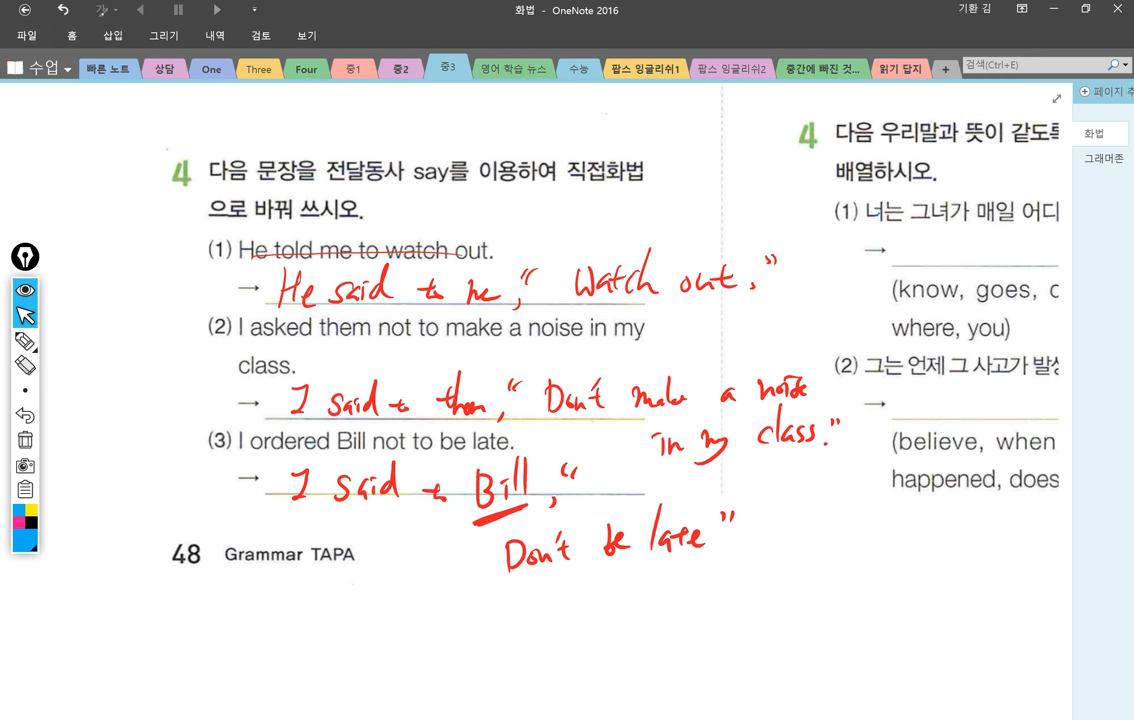 화법 - OneNote 2016
기환 김
파일 홈 삽입 그리기 내역 검토 보기
수업 빠른 노트 상담 One Three Four 중1 중2 중3 영어 학습 뉴스 수능 팝스 잉글리쉬1 팝스 잉글리쉬2 중간에 빠진 것... 읽기 답지 + 검색(Ctrl+E)
페이지 추
화법
그래머존
4 다음 문장을 전달동사 say를 이용하여 직접화법
으로 바꿔 쓰시오.
(1) He told me to watch out.
→ He said to me, " Watch out."
(2) I asked them not to make a noise in my
class.
→ I said to them, " Don't make a noise
in my class."
(3) I ordered Bill not to be late.
→ I said to Bill, "
Don't be late "
48 Grammar TAPA
4 다음 우리말과 뜻이 같도록
배열하시오.
(1) 너는 그녀가 매일 어디
→
(know, goes,
where, you)
(2) 그는 언제 그 사고가 발생
→
(believe, when
happened, does